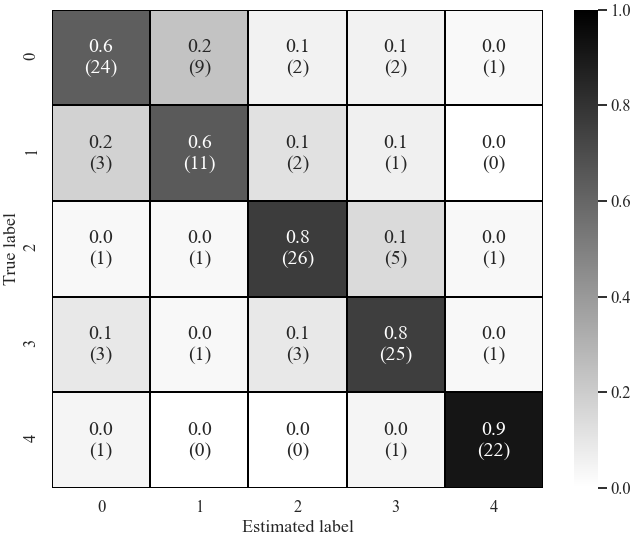 0.6 0.2 0.1 0.1 0.0
(24) (9) (2) (2) (1)
0.2 0.6 0.1 0.1 0.0
(3) (11) (2) (1) (0)
0.0 0.0 0.8 0.1 0.0
(1) (1) (26) (5) (1)
0.1 0.0 0.1 0.8 0.0
(3) (1) (3) (25) (1)
0.0 0.0 0.0 0.0 0.9
(1) (0) (0) (1) (22)
0 1 2 3 4
Estimated label
True label
0
1
2
3
4
1.0
0.8
0.6
0.4
0.2
0.0